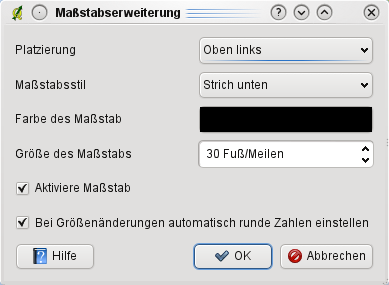 Maßstabserweiterung
Platzierung Oben links
Maßstabsstil Strich unten
Farbe des Maßstab
Größe des Maßstabs 30 Fuß/Meilen
Aktiviere Maßstab
Bei Größenänderungen automatisch runde Zahlen einstellen
Hilfe OK Abbrechen